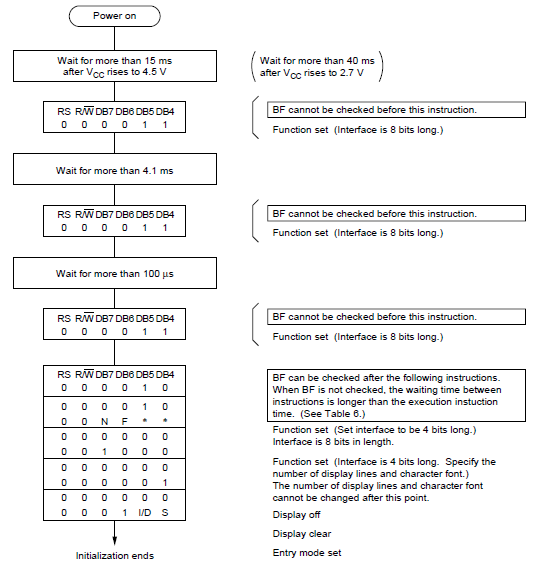 Power on
Wait for more than 15 ms
after VCC rises to 4.5 V
Wait for more than 40 ms
after VCC rises to 2.7 V
RS R/W DB7 DB6 DB5 DB4
0 0 0 0 1 1
BF cannot be checked before this instruction.
Function set (Interface is 8 bits long.)
Wait for more than 4.1 ms
RS R/W DB7 DB6 DB5 DB4
0 0 0 0 1 1
BF cannot be checked before this instruction.
Function set (Interface is 8 bits long.)
Wait for more than 100 µs
RS R/W DB7 DB6 DB5 DB4
0 0 0 0 1 1
BF cannot be checked before this instruction.
Function set (Interface is 8 bits long.)
RS R/W DB7 DB6 DB5 DB4
0 0 0 0 1 0
0 0 0 0 1 0
0 0 N F * *
0 0 0 0 0 0
0 0 1 0 0 0
0 0 0 0 0 0
0 0 0 0 0 1
0 0 0 0 0 0
0 0 0 1 I/D S
Initialization ends
BF can be checked after the following instructions.
When BF is not checked, the waiting time between
instructions is longer than the execution instuction
time. (See Table 6.)
Function set (Set interface to be 4 bits long.)
Interface is 8 bits in length.
Function set (Interface is 4 bits long. Specify the
number of display lines and character font.)
The number of display lines and character font
cannot be changed after this point.
Display off
Display clear
Entry mode set